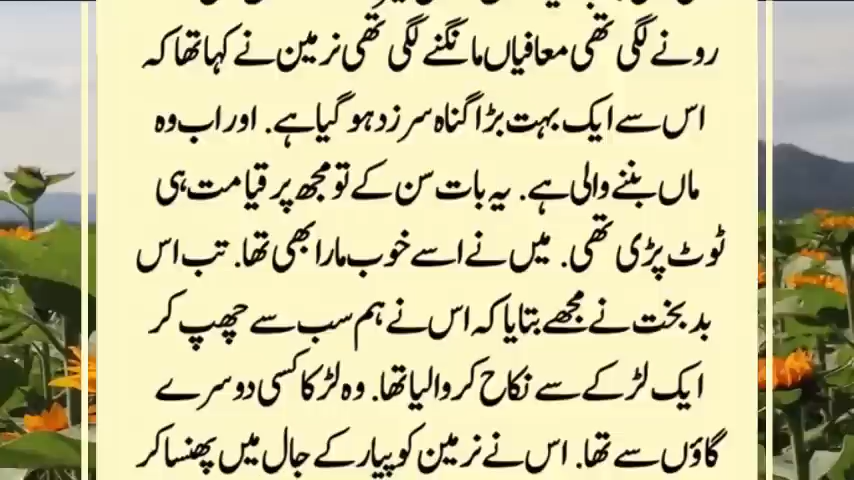 رونے لگی تھی معافیاں مانگنے لگی تھی نرمین نے کہا تھا کہ
اس سے ایک بہت بڑا گناہ سرزد ہو گیا ہے. اور اب وہ
ماں بننے والی ہے. یہ بات سن کے تو مجھ پر قیامت ہی
ٹوٹ پڑی تھی. میں نے اسے خوب مارا بھی تھا. تب اس
بد بخت نے مجھے بتایا کہ اس نے ہم سب سے چھپ کر
ایک لڑکے سے نکاح کر والیا تھا. وہ لڑکا کسی دوسرے
گاؤں سے تھا. اس نے نرمین کو پیار کے جال میں پھنسا کر